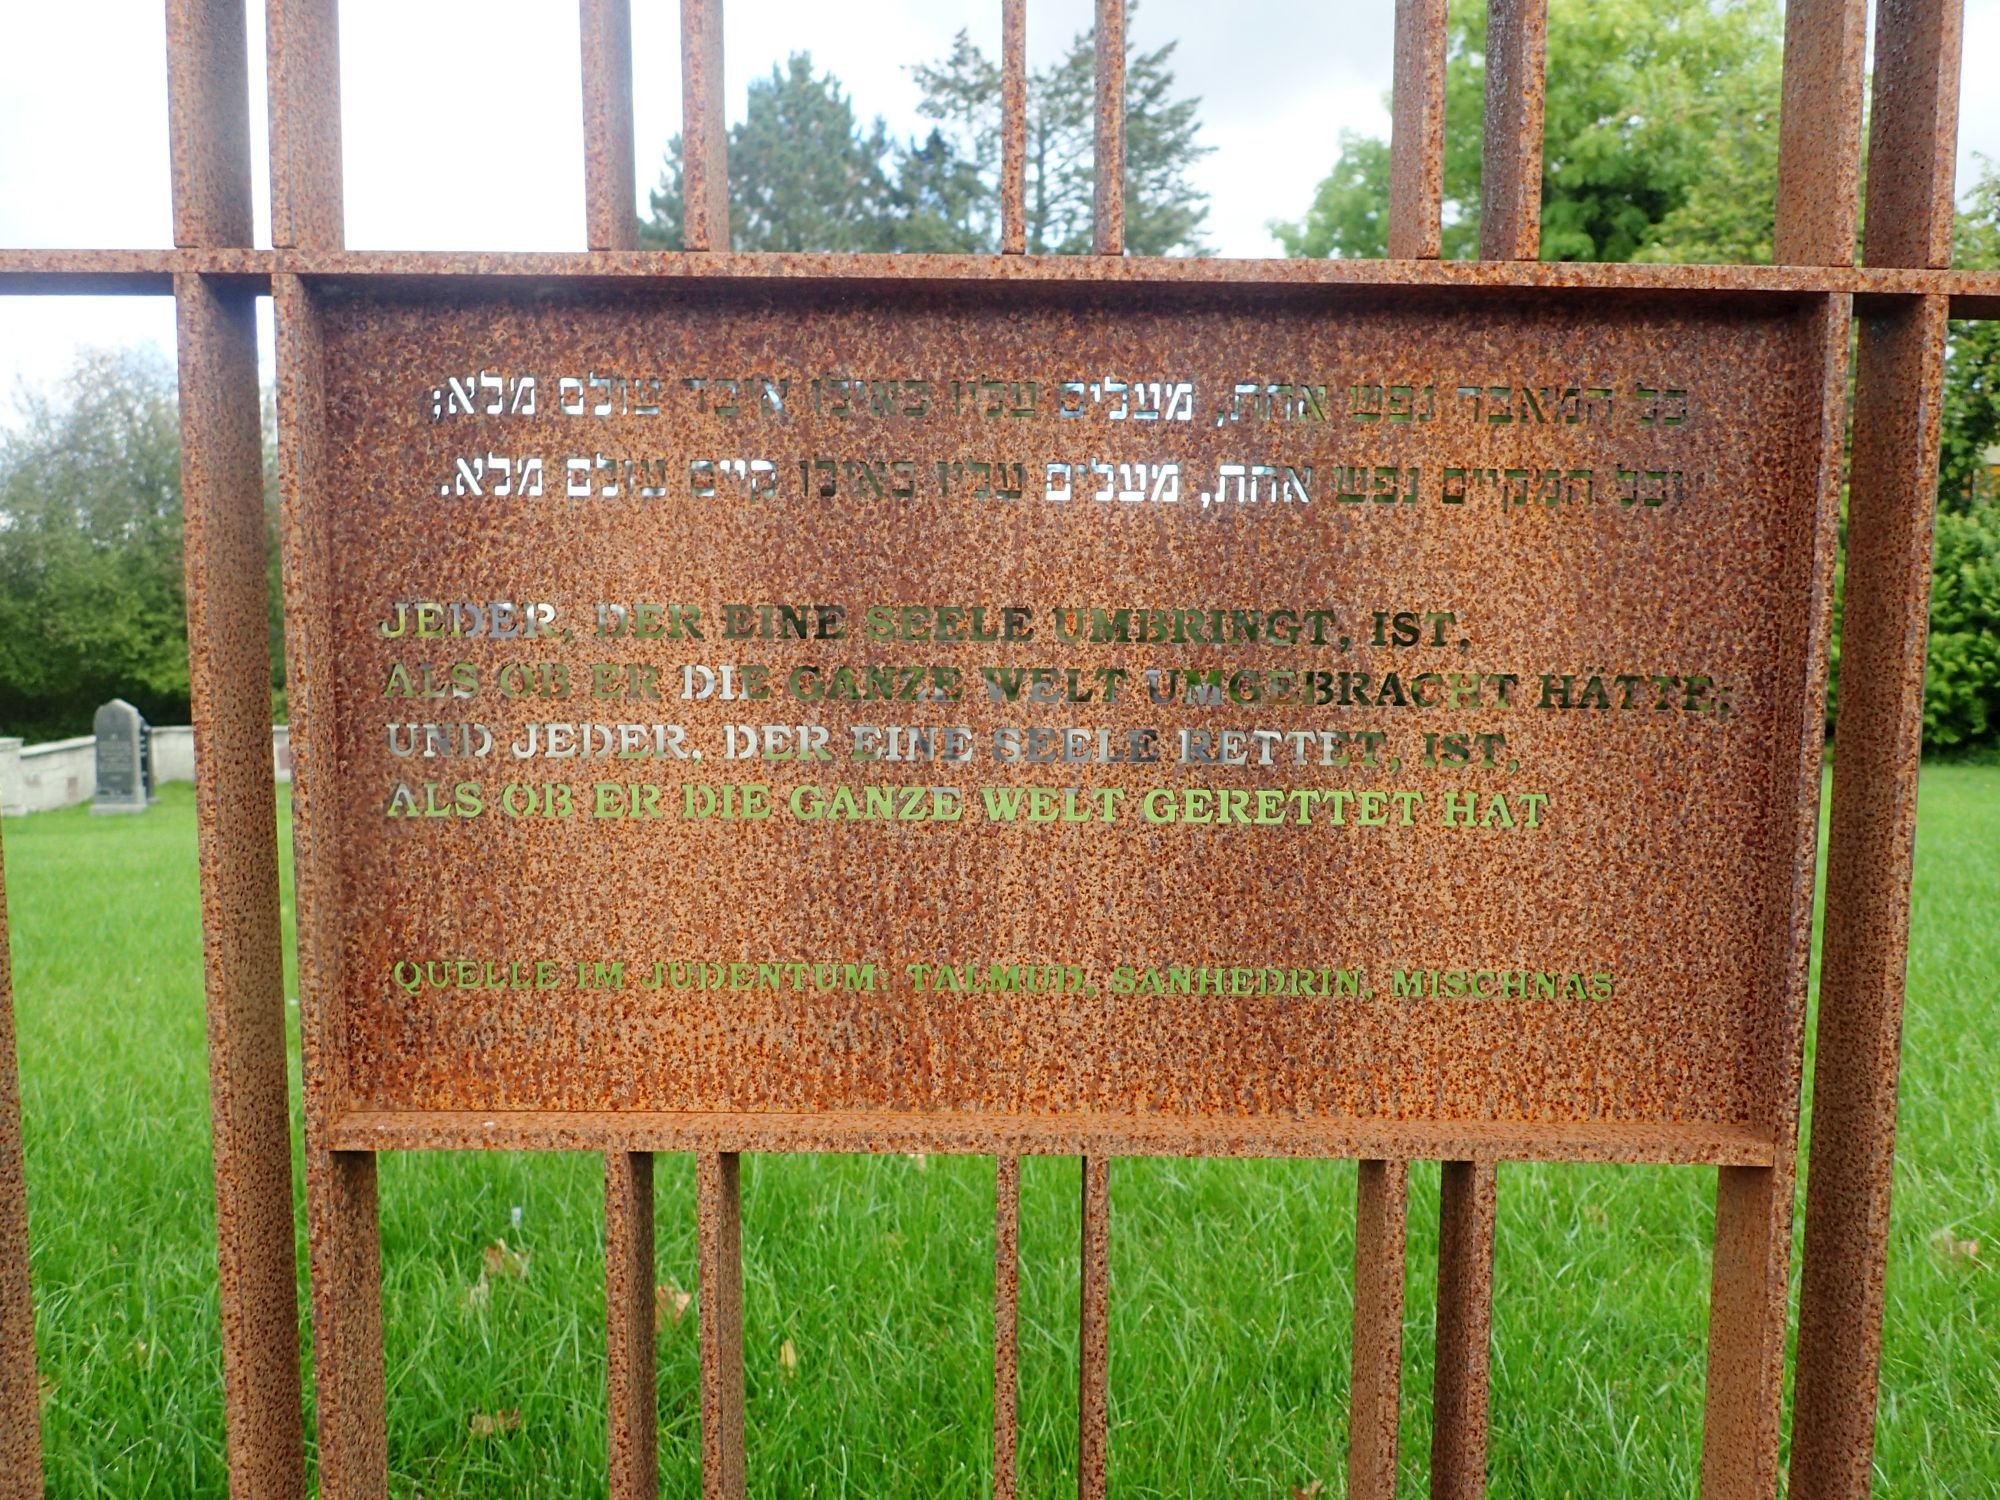 כל המאבד נפש אחת, מעלים עליו כאילו איבד עולם מלא;
וכל המקיים נפש אחת, מעלים עליו כאילו קיים עולם מלא.
JEDER, DER EINE SEELE UMBRINGT, IST,
ALS OB ER DIE GANZE WELT UMGEBRACHT HÄTTE;
UND JEDER, DER EINE SEELE RETTET, IST,
ALS OB ER DIE GANZE WELT GERETTET HAT
QUELLE IM JUDENTUM: TALMUD, SANHEDRIN, MISCHNA5